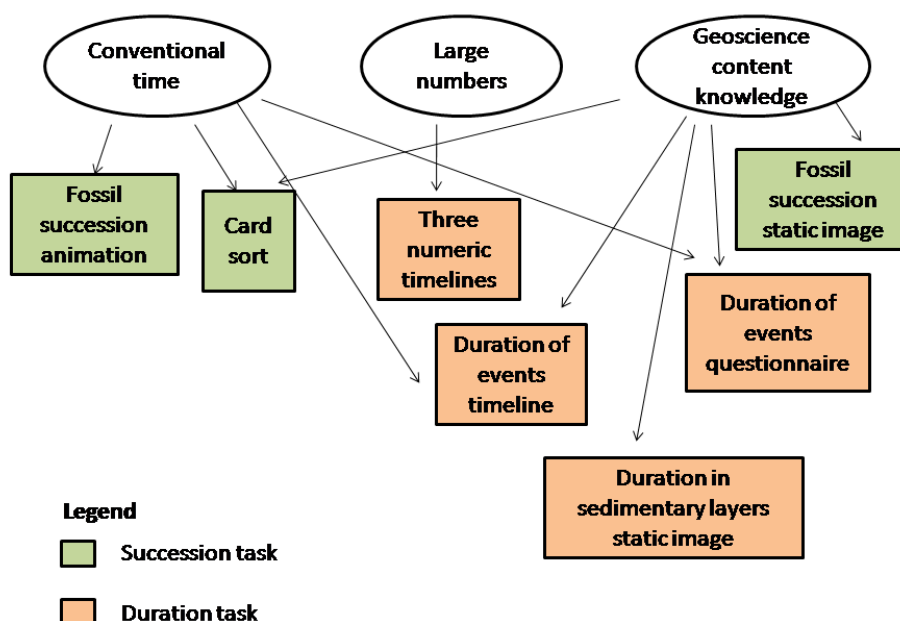 Conventional
time
Large
numbers
Geoscience
content
knowledge
Fossil
succession
animation
Card
sort
Three
numeric
timelines
Fossil
succession
static image
Duration of
events
timeline
Duration of
events
questionnaire
Duration in
sedimentary layers
static image
Legend
Succession task
Duration task